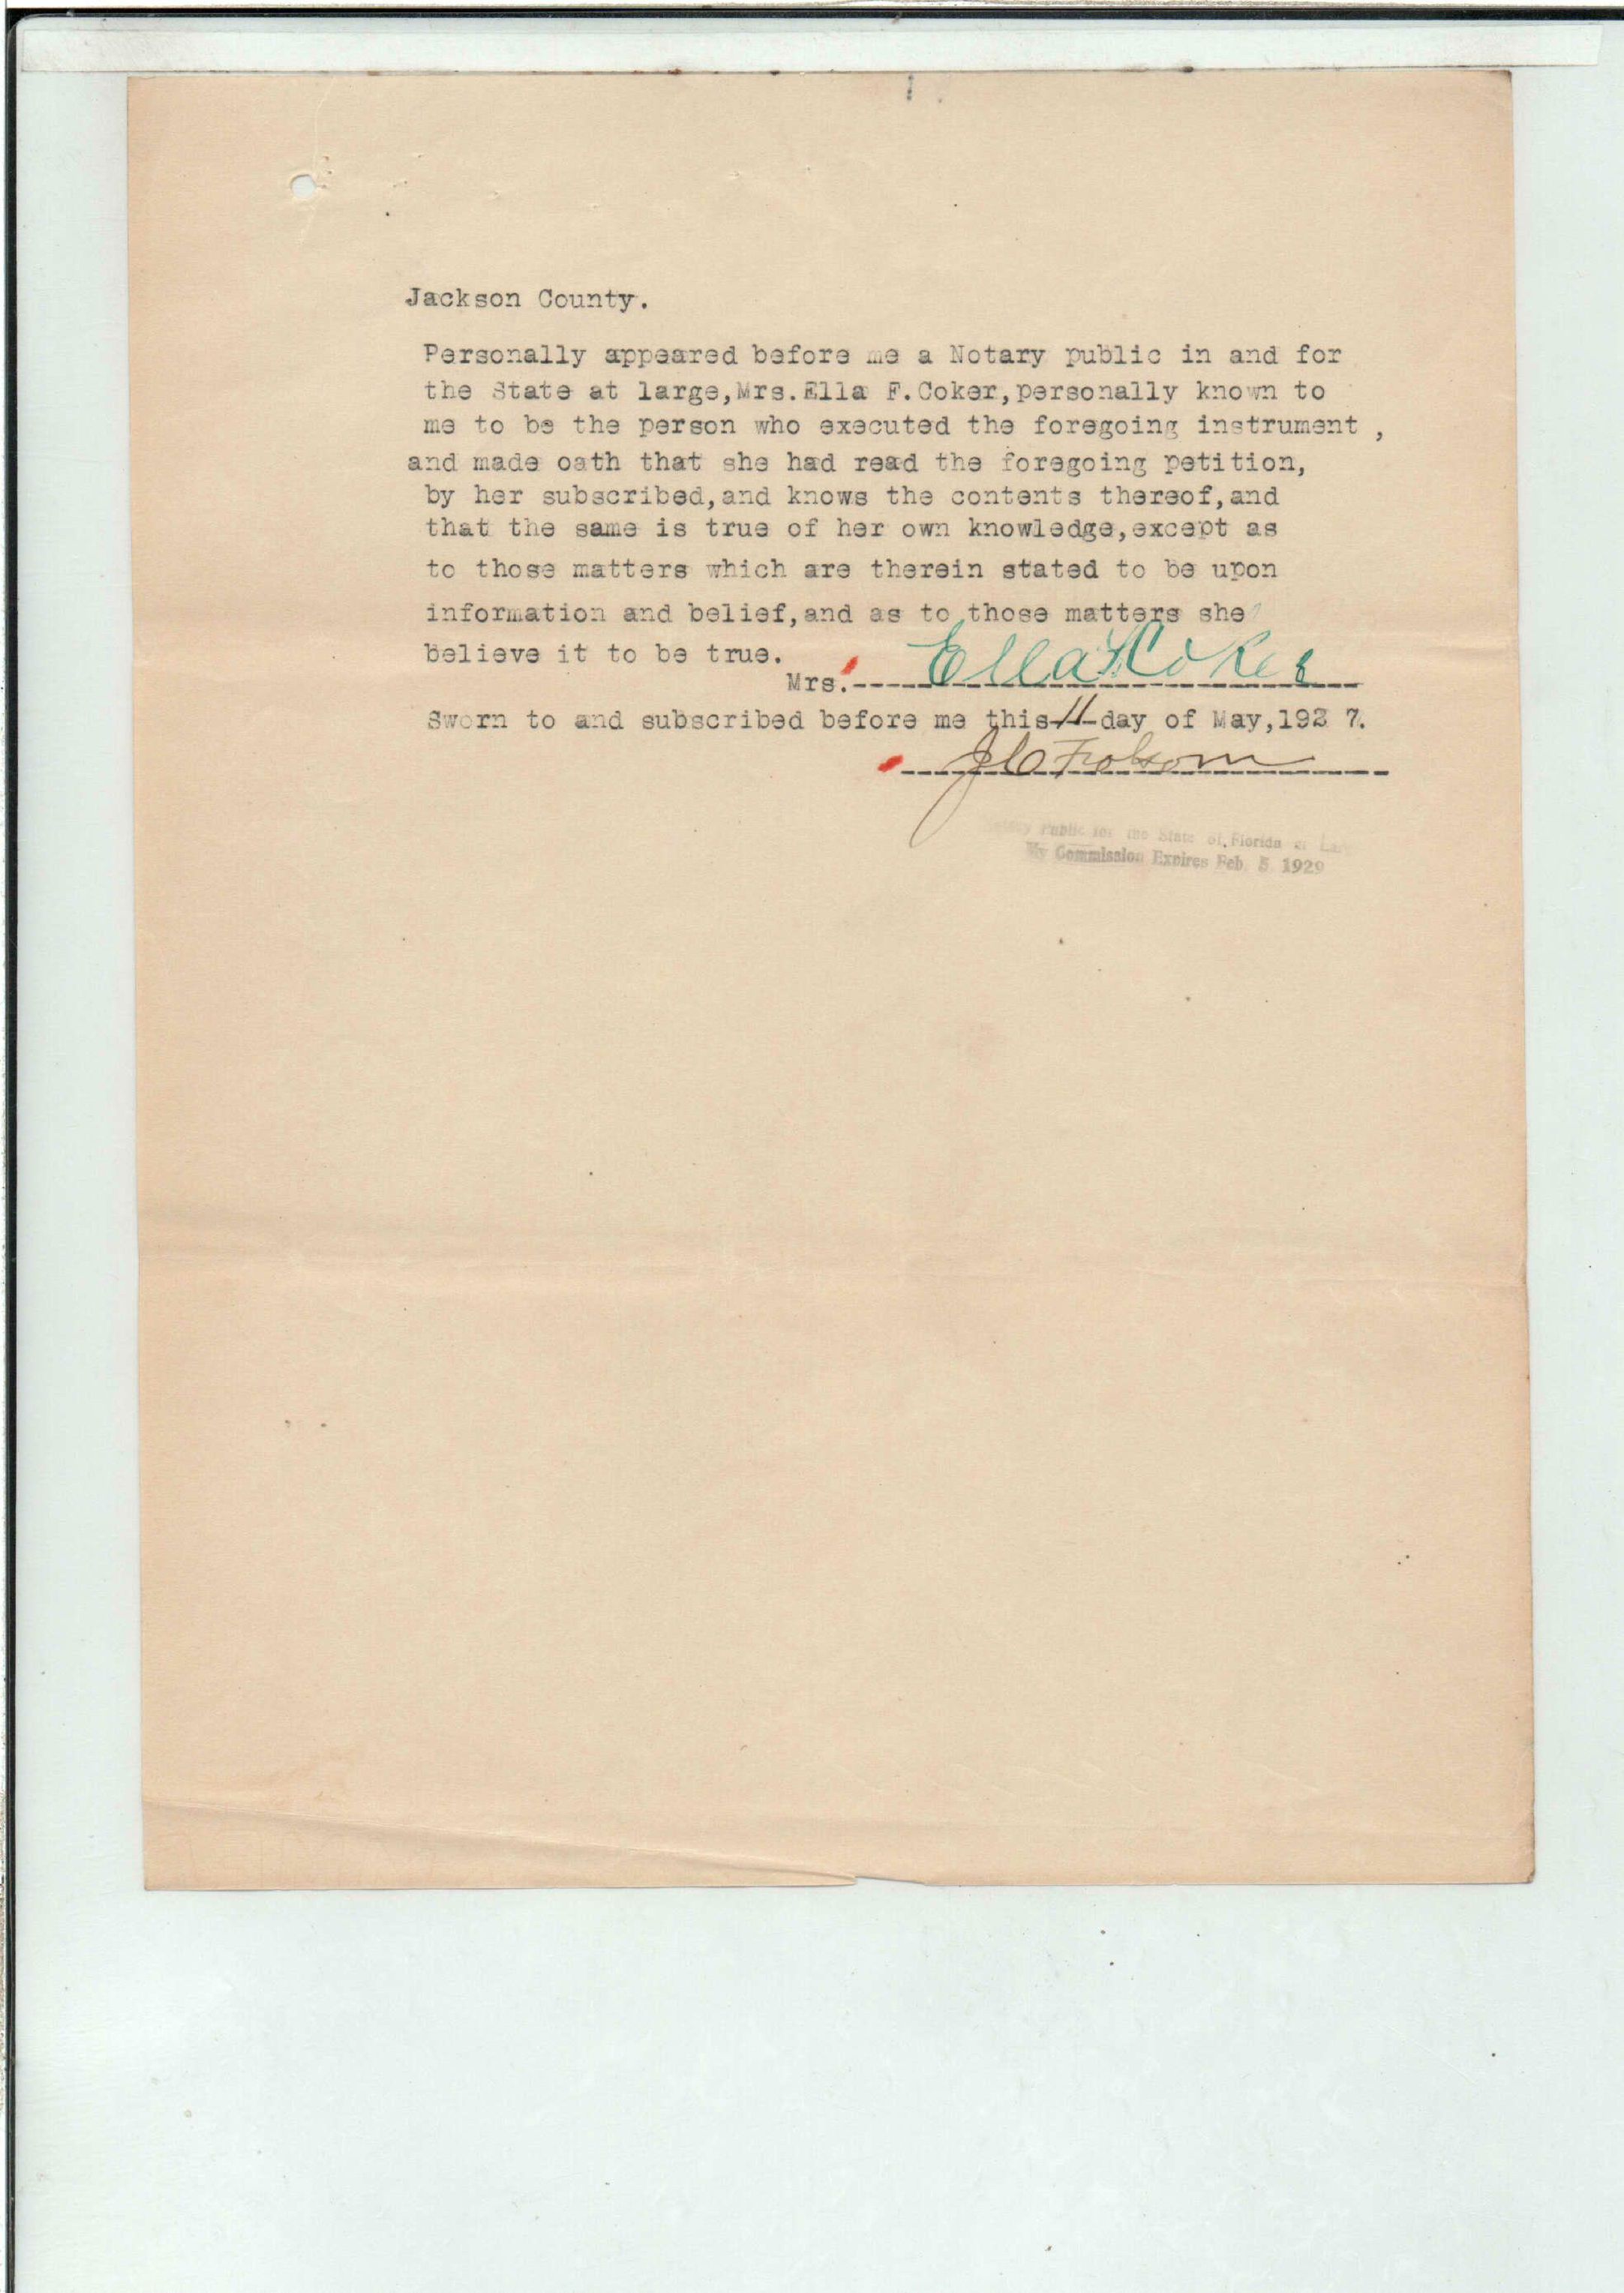 Jackson County.
Personally appeared before me a Notary public in and for
the State at large,Mrs.Ella F.Coker,personally known to
me to be the person who executed the foregoing instrument ,
and made oath that she had read the foregoing petition,
by her subscribed,and knows the contents thereof,and
that the same is true of her own knowledge,except as
to those matters which are therein stated to be upon
information and belief,and as to those matters she
believe it to be true.
Mrs.---- Ella F Coker
Sworn to and subscribed before me this-11-day of May,192 7.
J C Folsom
Public for the State of Florida
My Commission Expires Feb. 5 1929